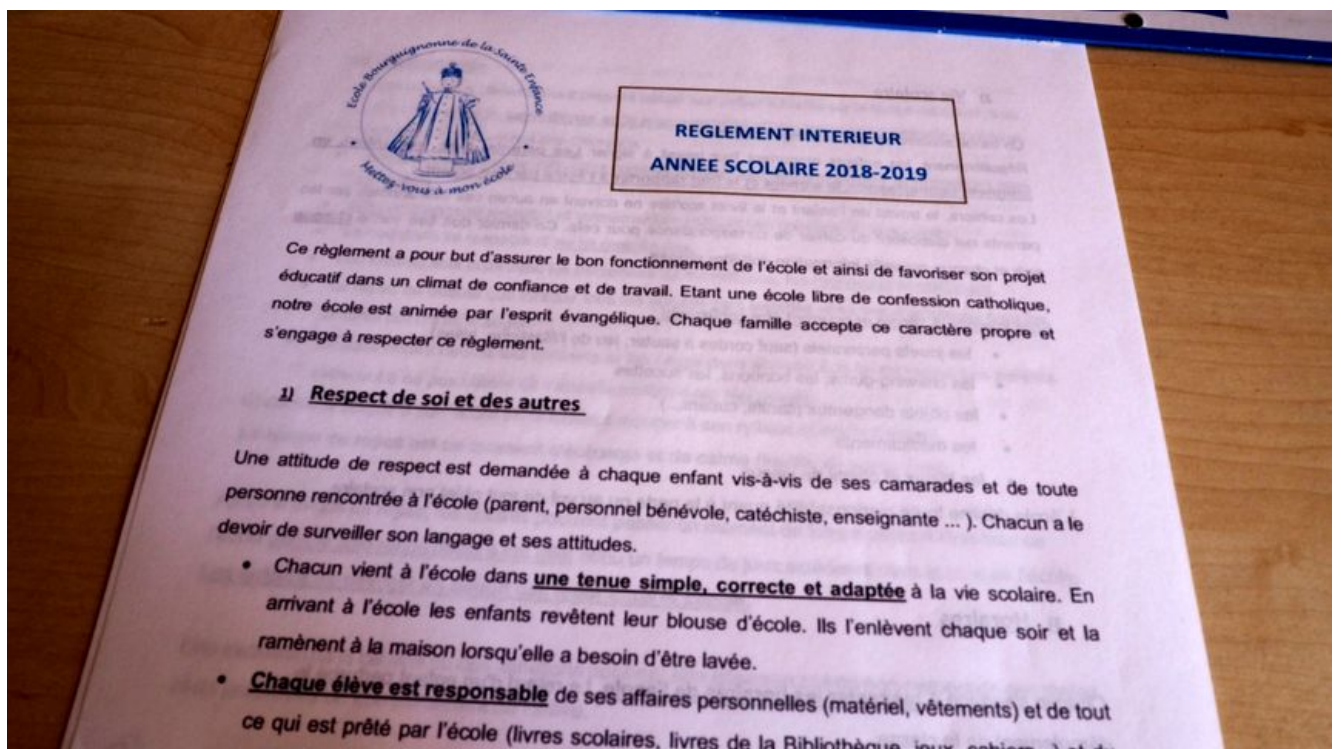 Ecole Bourguignonne de la Sainte Enfance
Mettez-vous à mon école
REGLEMENT INTERIEUR
ANNEE SCOLAIRE 2018-2019
Ce règlement a pour but d'assurer le bon fonctionnement de l'école et ainsi de favoriser son projet
éducatif dans un climat de confiance et de travail. Etant une école libre de confession catholique,
notre école est animée par l'esprit évangélique. Chaque famille accepte ce caractère propre et
s'engage à respecter ce règlement.
1) Respect de soi et des autres
Une attitude de respect est demandée à chaque enfant vis-à-vis de ses camarades et de toute
personne rencontrée à l'école (parent, personnel bénévole, catéchiste, enseignante ... ). Chacun a le
devoir de surveiller son langage et ses attitudes.
• Chacun vient à l'école dans une tenue simple, correcte et adaptée à la vie scolaire. En
arrivant à l'école les enfants revêtent leur blouse d'école. Ils l'enlèvent chaque soir et la
ramènent à la maison lorsqu'elle a besoin d'être lavée.
• Chaque élève est responsable de ses affaires personnelles (matériel, vêtements) et de tout
ce qui est prêté par l'école (livres scolaires, livres de la Bibliothèque, jeux, cahiers